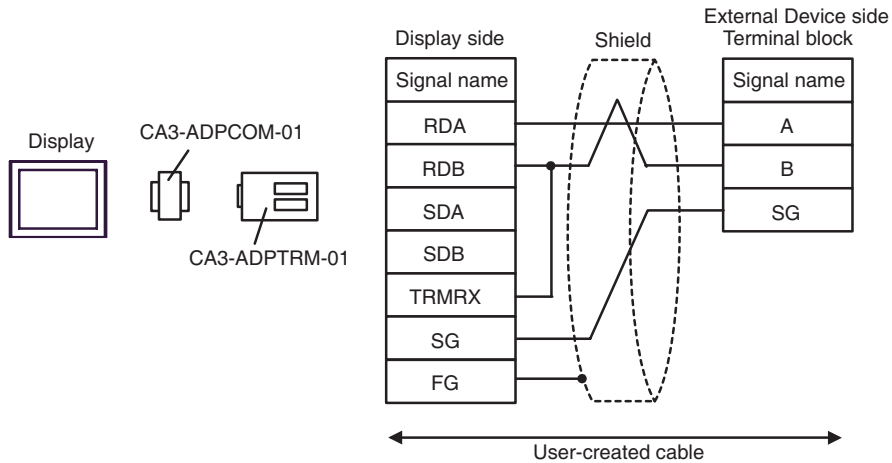 External Device side
Display side
Shield
Terminal block
Signal name
Signal name
RDA
A
Display
CA3-ADPCOM-01
RDB
B
SDA
SG
SDB
CA3-ADPTRM-01
TRMRX
SG
FG
User-created cable